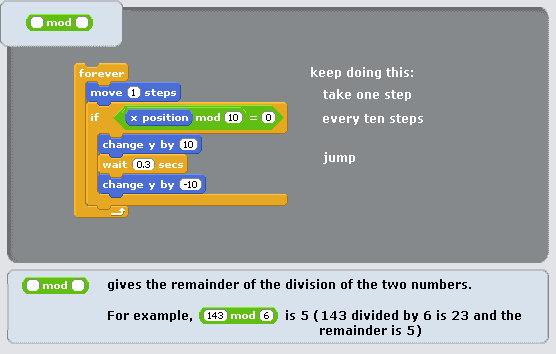 mod
forever
move 1 steps
keep doing this:
take one step
if x position mod 10 = 0
every ten steps
change y by 10
wait 0.3 secs
jump
change y by -10
mod gives the remainder of the division of the two numbers.
For example, 143 mod 6 is 5 (143 divided by 6 is 23 and the
remainder is 5)